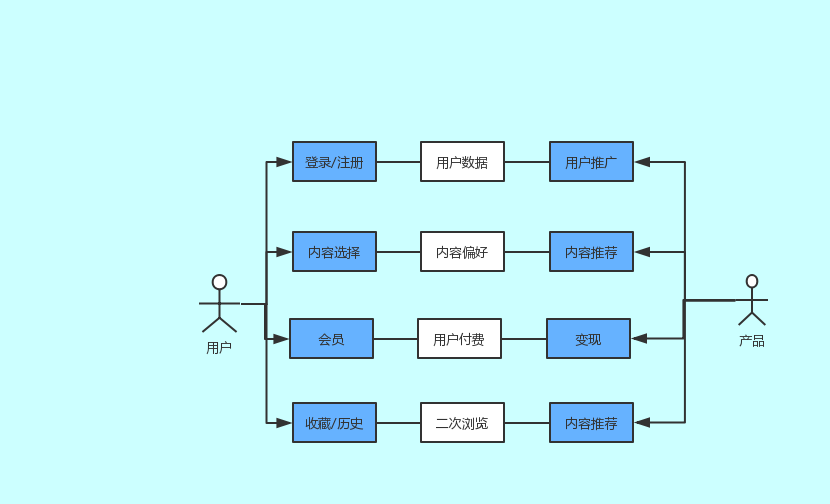 登录/注册
用户数据
用户推广
内容选择
内容偏好
内容推荐
用户
产品
会员
用户付费
变现
收藏/历史
二次浏览
内容推荐